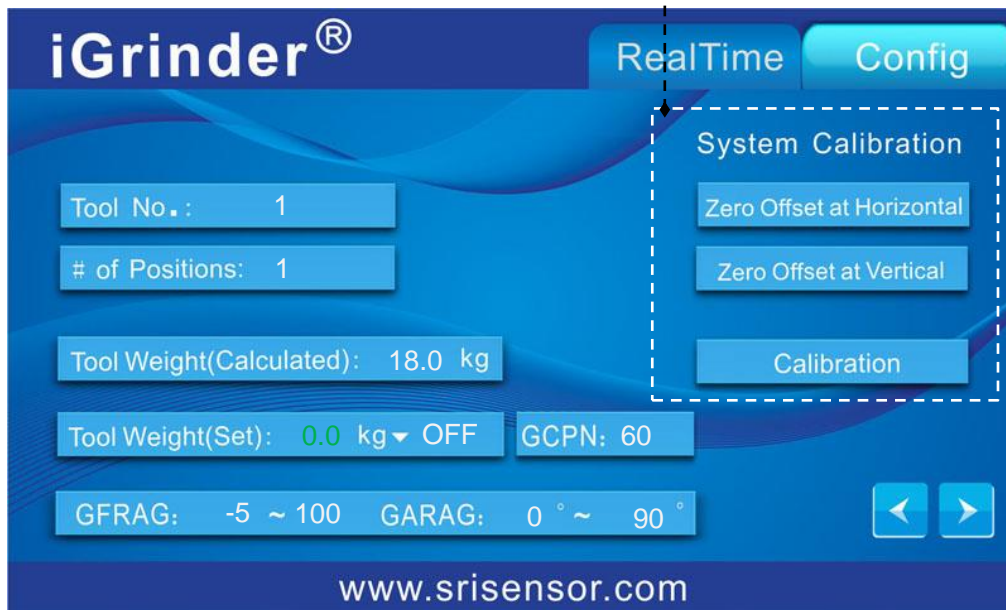 iGrinder®
RealTime
Config
System Calibration
Tool No.: 1
Zero Offset at Horizontal
# of Positions: 1
Zero Offset at Vertical
Tool Weight(Calculated): 18.0 kg
Calibration
Tool Weight(Set): 0.0 kg OFF
GCPN: 60
GFRAG: -5 ~ 100 GARAG: 0 ° ~ 90 °
www.srisensor.com